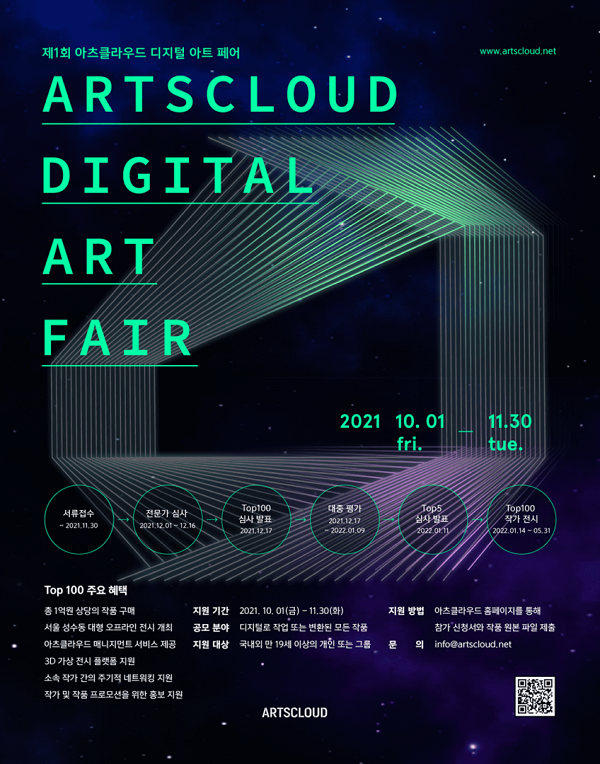 제1회 아츠클라우드 디지털 아트 페어
www.artscloud.net
ARTSCLOUD
DIGITAL
ART
FAIR
2021 10. 01 — 11.30
fri. tue.
서류접수
~ 2021.11.30
전문가 심사
2021.12.01 ~ 12.16
Top100
심사 발표
2021.12.17
대중 평가
2021.12.17
~ 2022.01.09
Top5
심사 발표
2022.01.11
Top100
작가 전시
2022.01.14 ~ 05.31
Top 100 주요 혜택
총 1억원 상당의 작품 구매
서울 성수동 대형 오프라인 전시 개최
아츠클라우드 매니지먼트 서비스 제공
3D 가상 전시 플랫폼 지원
소속 작가 간의 주기적 네트워킹 지원
작가 및 작품 프로모션을 위한 홍보 지원
지원 기간 2021. 10. 01(금) ~ 11.30(화)
공모 분야 디지털로 작업 또는 변환된 모든 작품
지원 대상 국내외 만 19세 이상의 개인 또는 그룹
지원 방법 아츠클라우드 홈페이지를 통해
참가 신청서와 작품 원본 파일 제출
문 의 info@artscloud.net
ARTSCLOUD